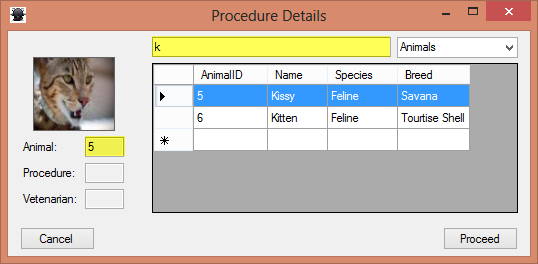 Procedure Details
k
Animals
AnimalID Name Species Breed
5 Kissy Feline Savana
6 Kitten Feline Tourtise Shell
Animal: 5
Procedure:
Vetenarian:
Cancel
Proceed